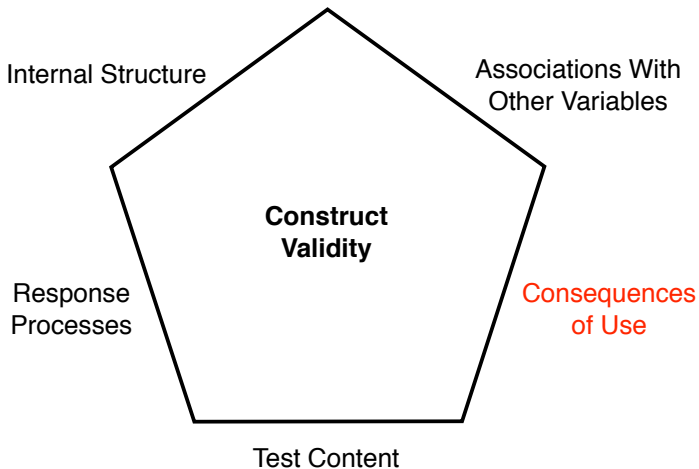 Internal Structure
Associations With
Other Variables
Construct
Validity
Response
Processes
Consequences
of Use
Test Content